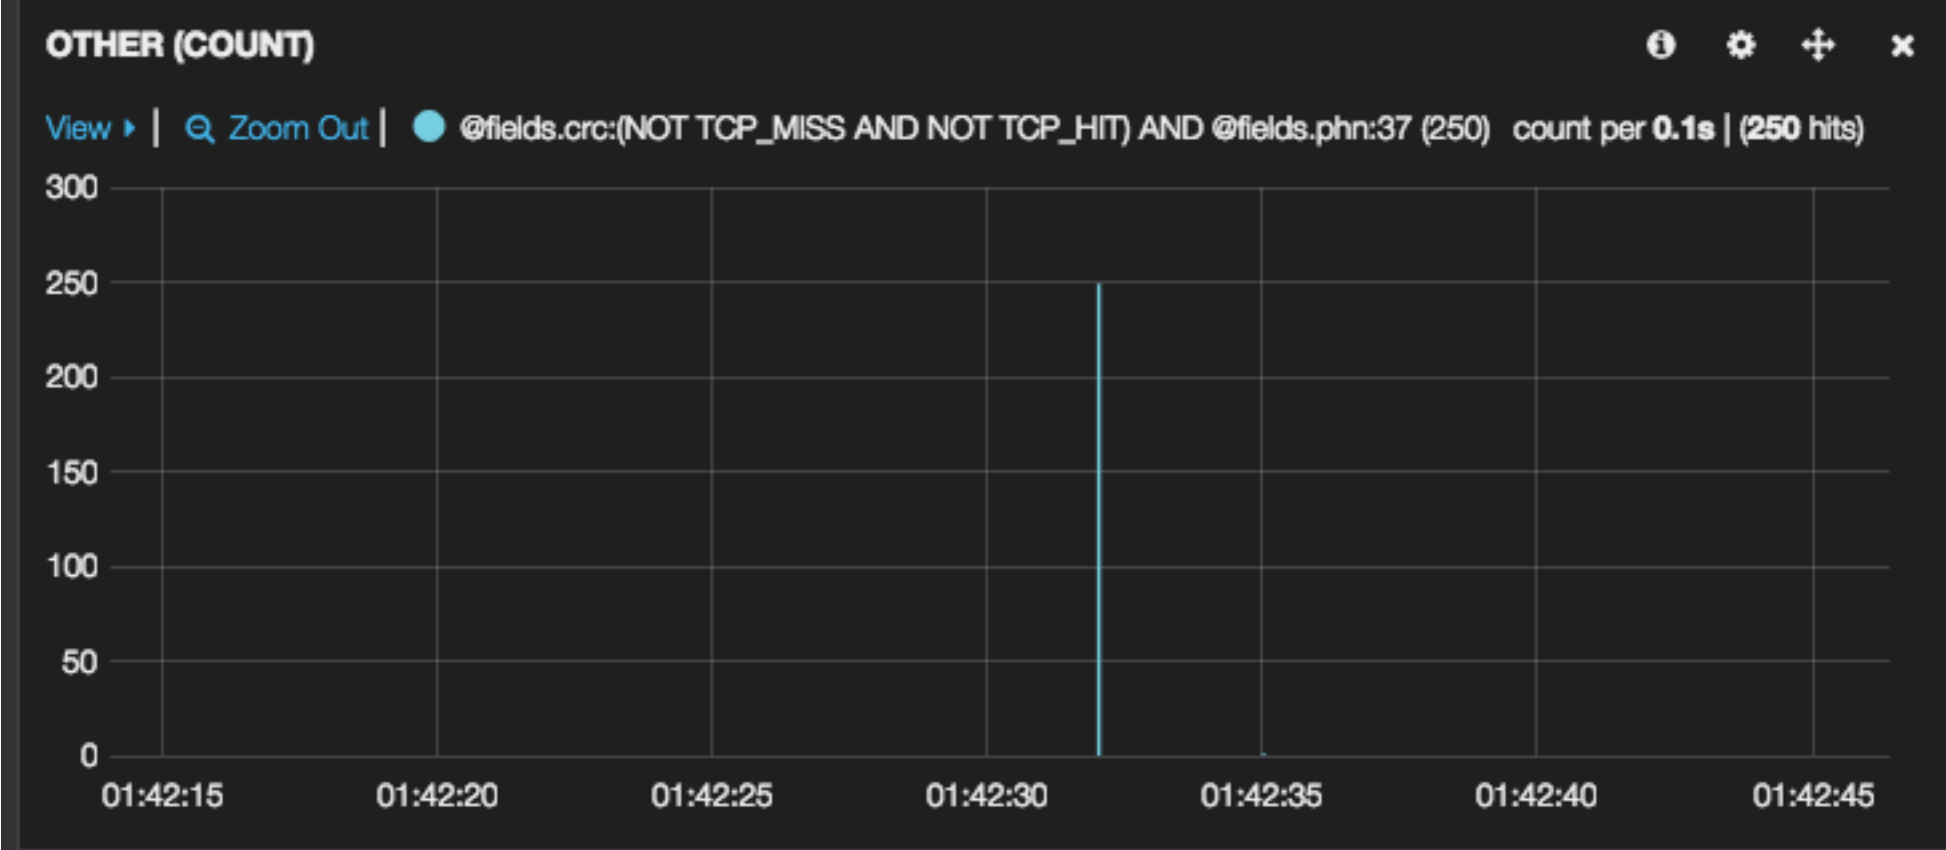 OTHER (COUNT)
View | Zoom Out | @fields.crc:(NOT TCP_MISS AND NOT TCP_HIT) AND @fields.phn:37 (250) count per 0.1s | (250 hits)
300
250
200
150
100
50
0
01:42:15 01:42:20 01:42:25 01:42:30 01:42:35 01:42:40 01:42:45